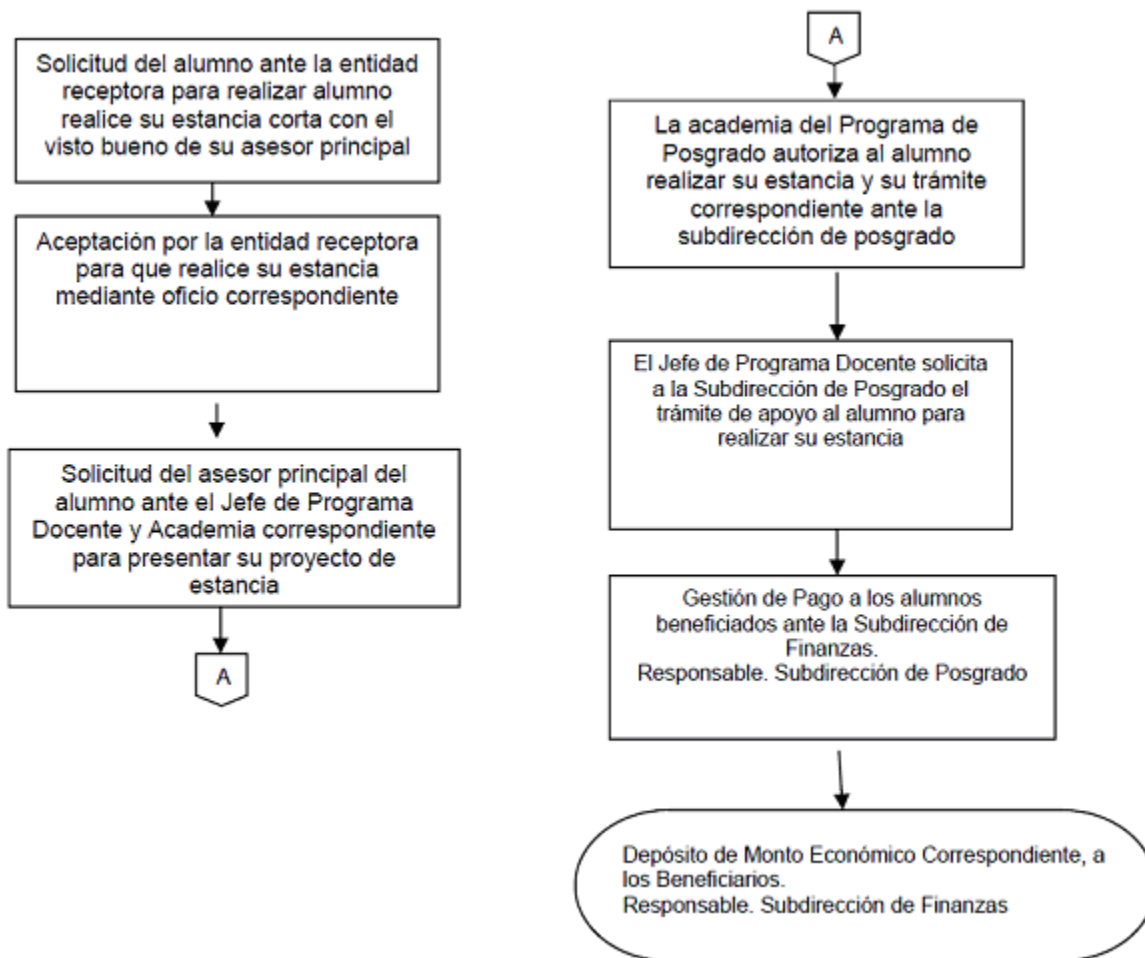 Solicitud del alumno ante la entidad
receptora para realizar alumno
realice su estancia corta con el
visto bueno de su asesor principal
Aceptación por la entidad receptora
para que realice su estancia
mediante oficio correspondiente
Solicitud del asesor principal del
alumno ante el Jefe de Programa
Docente y Academia correspondiente
para presentar su proyecto de
estancia
A
A
La academia del Programa de
Posgrado autoriza al alumno
realizar su estancia y su trámite
correspondiente ante la
subdirección de posgrado
El Jefe de Programa Docente solicita
a la Subdirección de Posgrado el
trámite de apoyo al alumno para
realizar su estancia
Gestión de Pago a los alumnos
beneficiados ante la Subdirección de
Finanzas.
Responsable. Subdirección de Posgrado
Depósito de Monto Económico Correspondiente, a
los Beneficiarios.
Responsable. Subdirección de Finanzas